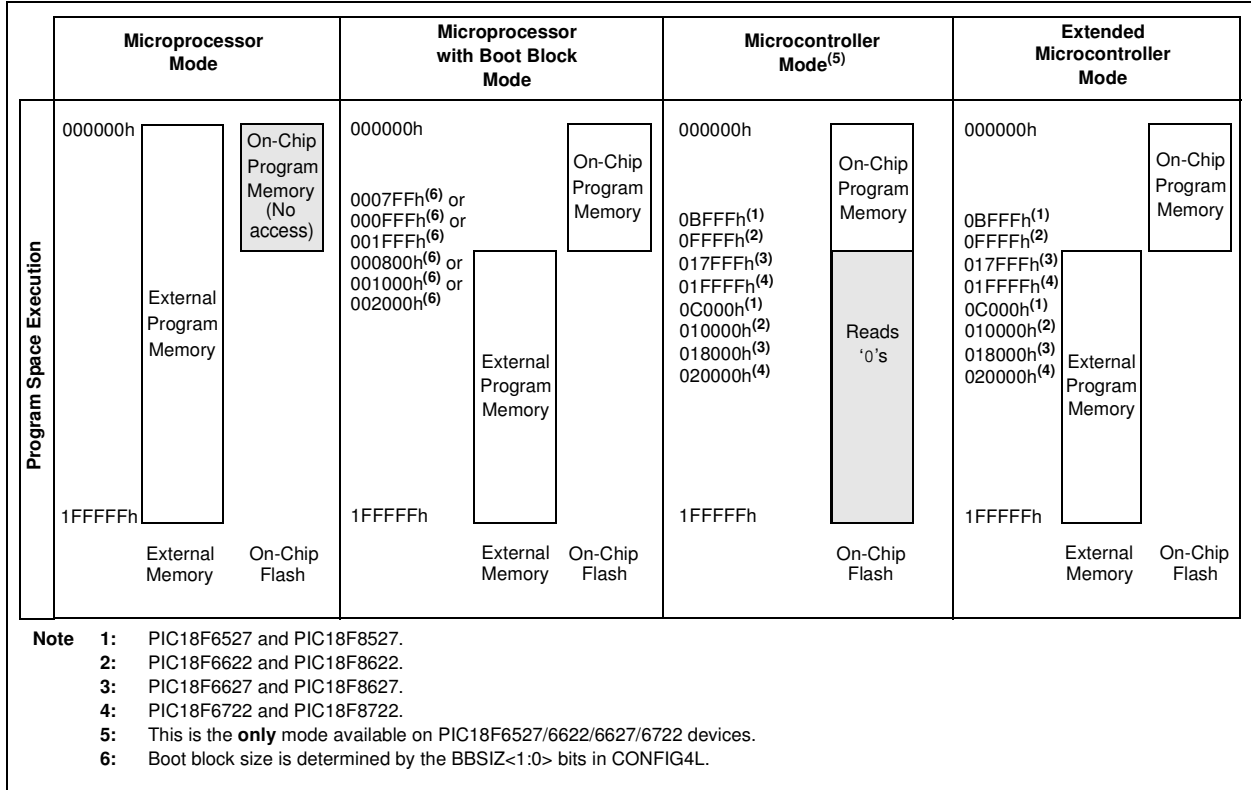 Microprocessor
Mode
Microprocessor
with Boot Block
Mode
Microcontroller
Mode(5)
Extended
Microcontroller
Mode
Program Space Execution
000000h
External
Program
Memory
1FFFFFh
On-Chip
Program
Memory
(No
access)
External
Memory
On-Chip
Flash
000000h
0007FFh(6) or
000FFFh(6) or
001FFFh(6)
000800h(6) or
001000h(6) or
002000h(6)
1FFFFFh
On-Chip
Program
Memory
External
Program
Memory
External
Memory
On-Chip
Flash
000000h
0BFFFh(1)
0FFFFh(2)
017FFFh(3)
01FFFFh(4)
0C000h(1)
010000h(2)
018000h(3)
020000h(4)
1FFFFFh
On-Chip
Program
Memory
Reads
‘0’s
On-Chip
Flash
000000h
0BFFFh(1)
0FFFFh(2)
017FFFh(3)
01FFFFh(4)
0C000h(1)
010000h(2)
018000h(3)
020000h(4)
1FFFFFh
On-Chip
Program
Memory
External
Program
Memory
External
Memory
On-Chip
Flash
Note 1: PIC18F6527 and PIC18F8527.
2: PIC18F6622 and PIC18F8622.
3: PIC18F6627 and PIC18F8627.
4: PIC18F6722 and PIC18F8722.
5: This is the only mode available on PIC18F6527/6622/6627/6722 devices.
6: Boot block size is determined by the BBSIZ<1:0> bits in CONFIG4L.